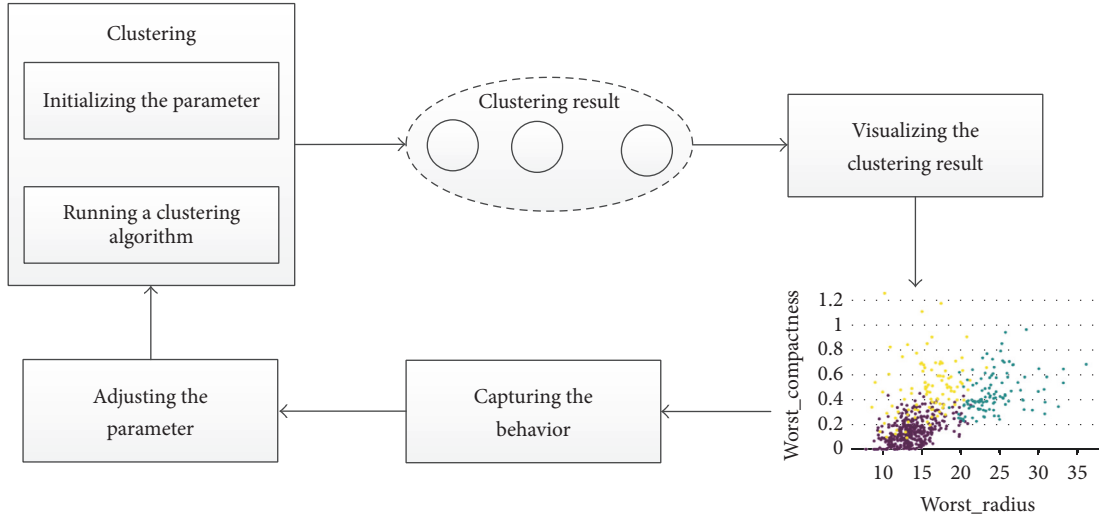 Clustering
Initializing the parameter
Running a clustering
algorithm
Clustering result
Visualizing the
clustering result
Worst_compactness
1.2
1
0.8
0.6
0.4
0.2
0
10 15 20 25 30 35
Worst_radius
Capturing the
behavior
Adjusting the
parameter